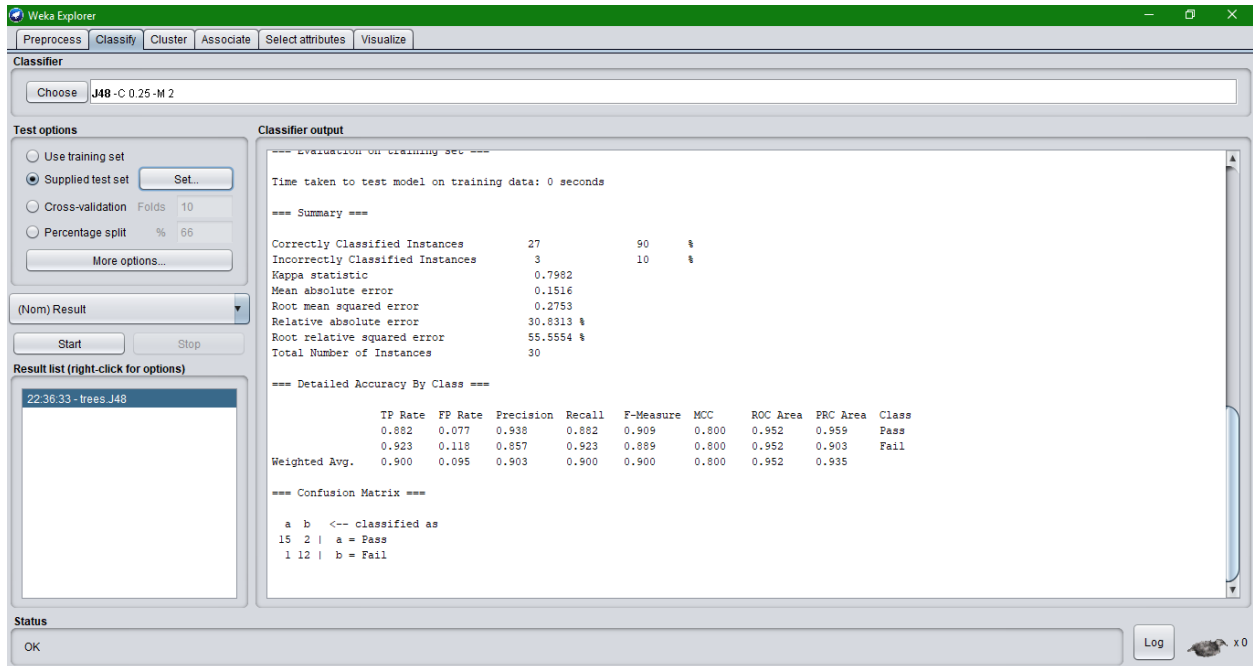 Weka Explorer
Preprocess Classify Cluster Associate Select attributes Visualize
Classifier
Choose J48 -C 0.25 -M 2
Test options
Use training set
Supplied test set Set...
Cross-validation Folds 10
Percentage split % 66
More options...
(Nom) Result
Start Stop
Result list (right-click for options)
22:36:33 - trees.J48
Classifier output
=== Evaluation on training set ===
Time taken to test model on training data: 0 seconds
=== Summary ===
Correctly Classified Instances 27 90 %
Incorrectly Classified Instances 3 10 %
Kappa statistic 0.7982
Mean absolute error 0.1516
Root mean squared error 0.2753
Relative absolute error 30.8313 %
Root relative squared error 55.5554 %
Total Number of Instances 30
=== Detailed Accuracy By Class ===
TP Rate FP Rate Precision Recall F-Measure MCC ROC Area PRC Area Class
0.882 0.077 0.938 0.882 0.909 0.800 0.952 0.959 Pass
0.923 0.118 0.857 0.923 0.889 0.800 0.952 0.903 Fail
Weighted Avg. 0.900 0.095 0.903 0.900 0.900 0.800 0.952 0.935
=== Confusion Matrix ===
a b <-- classified as
15 2 | a = Pass
1 12 | b = Fail
Status
OK
Log x 0